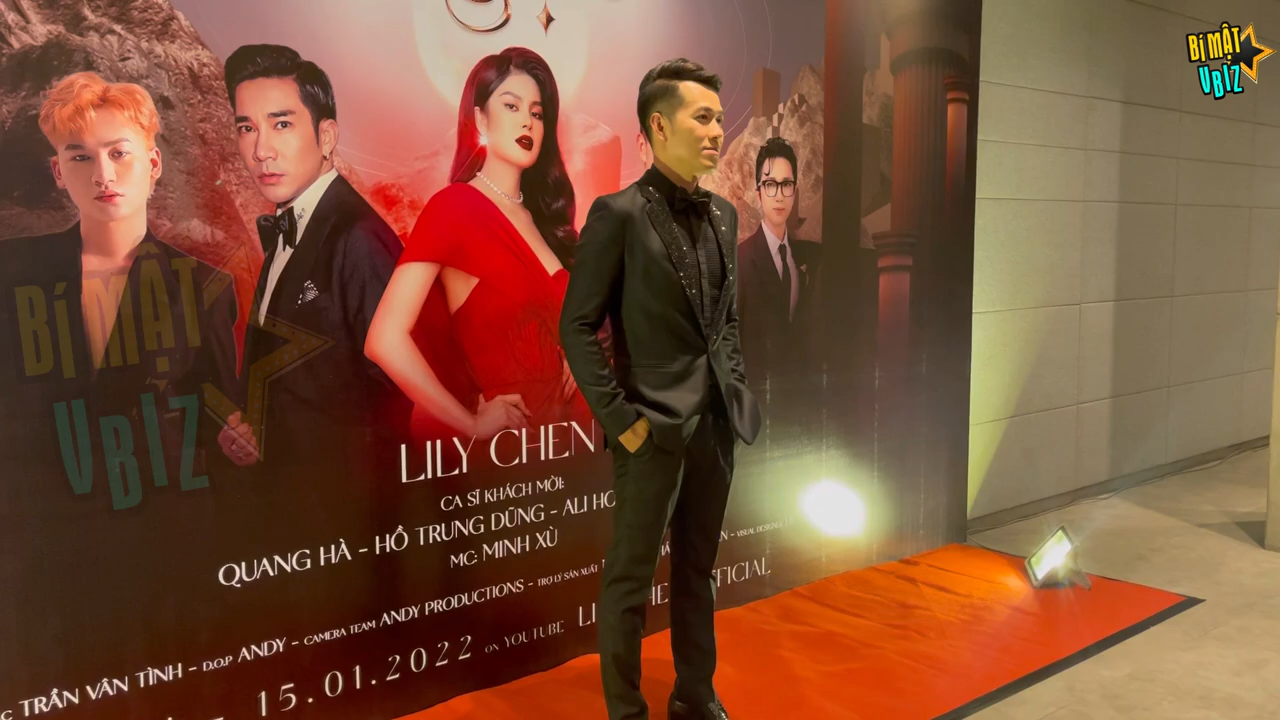 BÍ MẬT
VBIZ
BÍ MẬT
VBIZ
LILY CHEN
CA SĨ KHÁCH MỜI:
QUANG HÀ - HỒ TRUNG DŨNG - ALI HO
MC: MINH XÙ
TRẦN VÂN TÌNH - D.O.P ANDY - CAMERA TEAM ANDY PRODUCTIONS - TRỢ LÝ SẢN XUẤT
VISUAL DESIGNER
15.01.2022 ON YOUTUBE